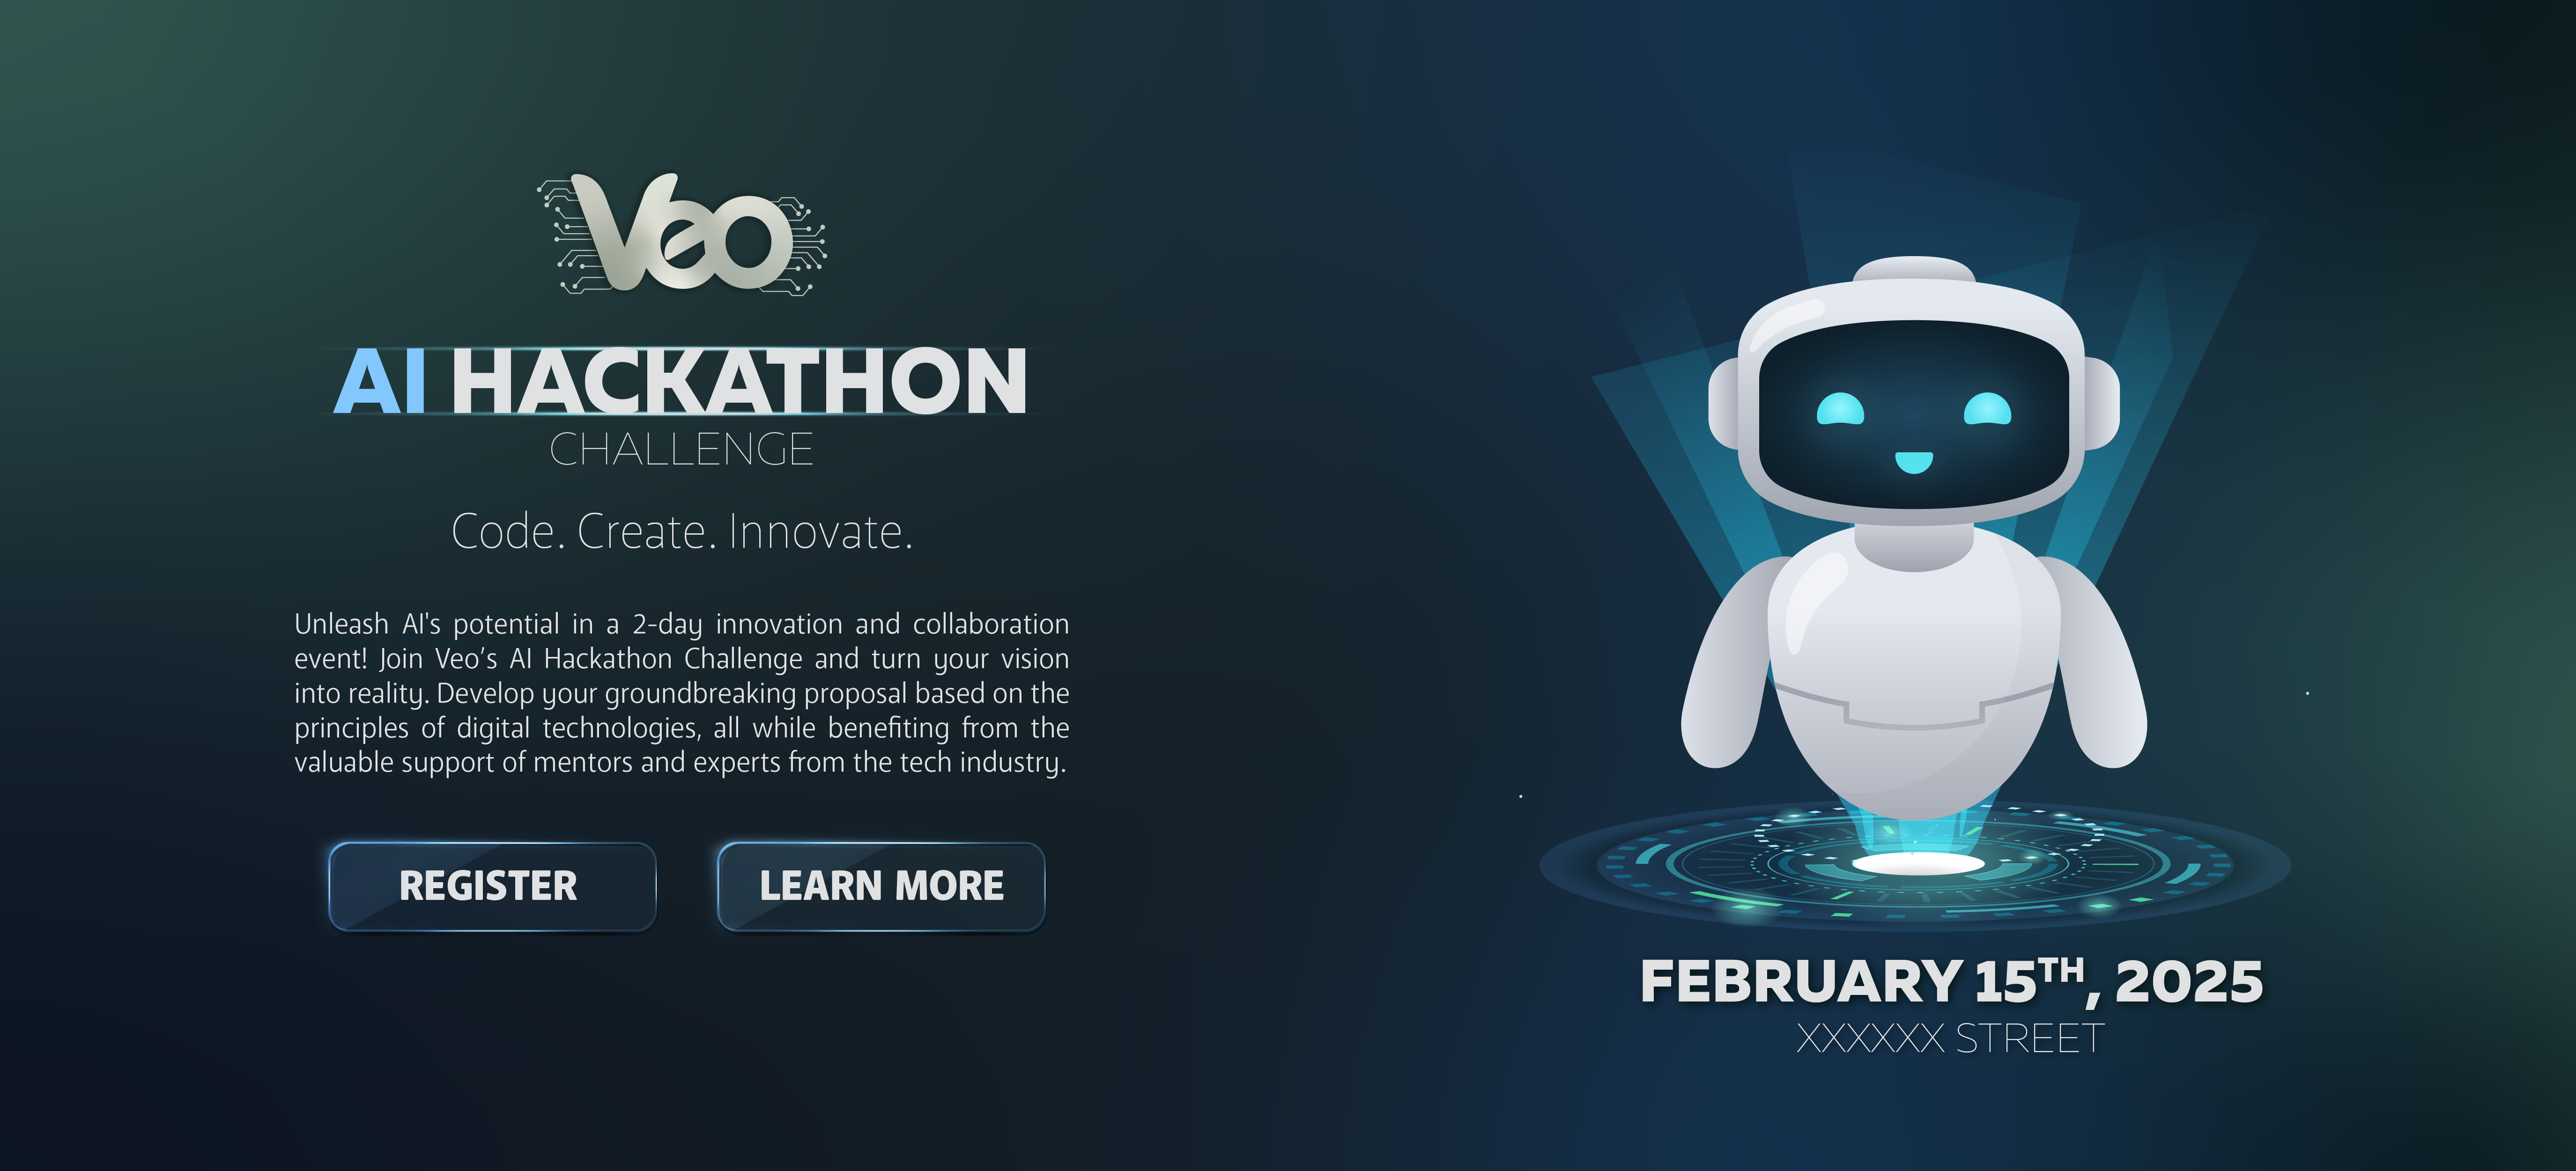 Veo
AI HACKATHON
CHALLENGE
Code. Create. Innovate.
Unleash AI's potential in a 2-day innovation and collaboration
event! Join Veo’s AI Hackathon Challenge and turn your vision
into reality. Develop your groundbreaking proposal based on the
principles of digital technologies, all while benefiting from the
valuable support of mentors and experts from the tech industry.
REGISTER
LEARN MORE
FEBRUARY 15TH, 2025
XXXXXX STREET